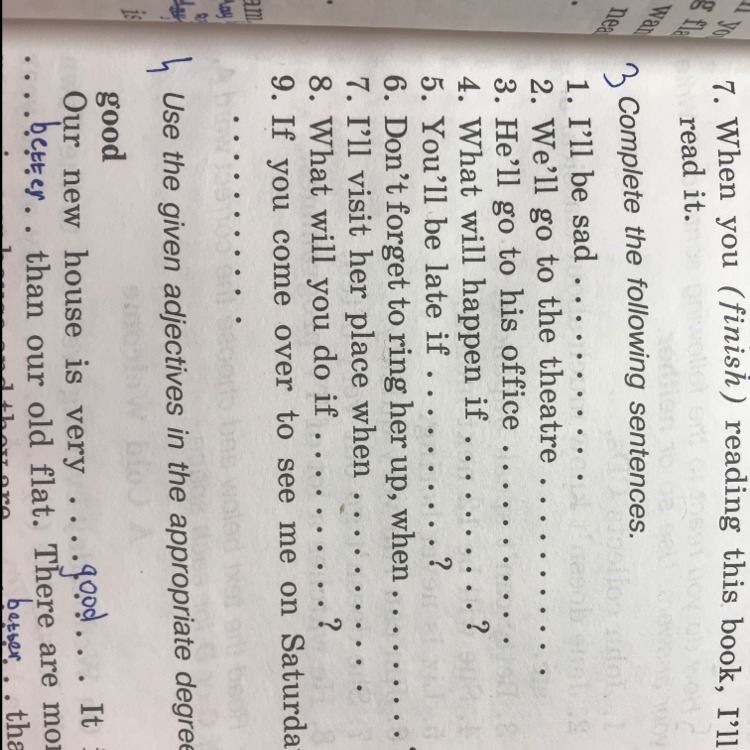 7. When you (finish) reading this book, I'll
read it.
3 Complete the following sentences.
1. I'll be sad ..........
2. We'll go to the theatre ..........
3. He'll go to his office ..........
4. What will happen if ..........?
5. You'll be late if ..........?
6. Don't forget to ring her up, when ........?
7. I'll visit her place when ..........
8. What will you do if ..........?
9. If you come over to see me on Saturda
..........
4 Use the given adjectives in the appropriate degree
good
Our new house is very .... good... It
...better.. than our old flat. There are mo
better... tha